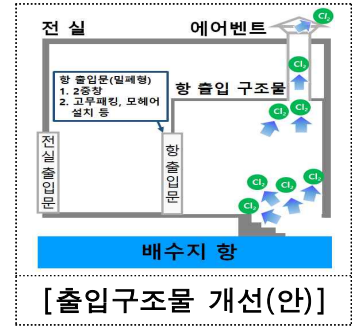 전 실
에어벤트
Cl₂
Cl₂
항 출입문(밀폐형)
1. 2중창
2. 고무패킹, 모헤어
설치 등
항 출입 구조물
Cl₂
Cl₂
전실출입문
항출입문
Cl₂
Cl₂
Cl₂
Cl₂
배수지 항
[출입구조물 개선(안)]